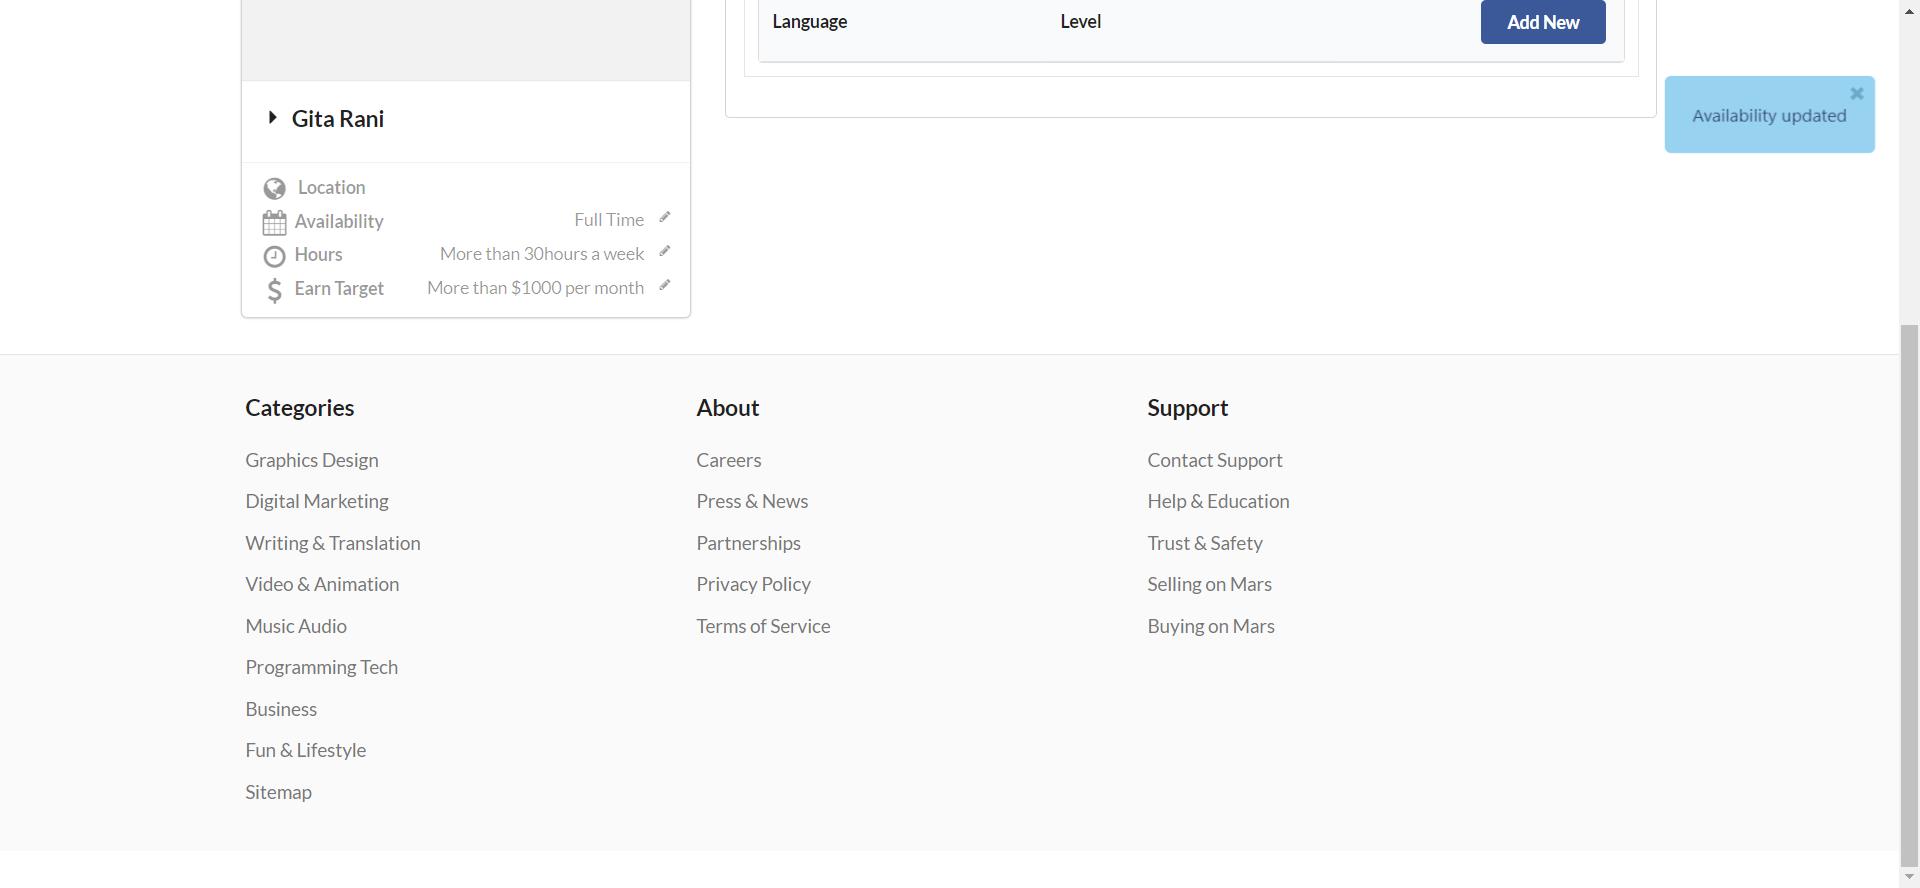 Language Level Add New
Availability updated
Gita Rani
Location
Availability Full Time
Hours More than 30hours a week
Earn Target More than $1000 per month
Categories
Graphics Design
Digital Marketing
Writing & Translation
Video & Animation
Music Audio
Programming Tech
Business
Fun & Lifestyle
Sitemap
About
Careers
Press & News
Partnerships
Privacy Policy
Terms of Service
Support
Contact Support
Help & Education
Trust & Safety
Selling on Mars
Buying on Mars